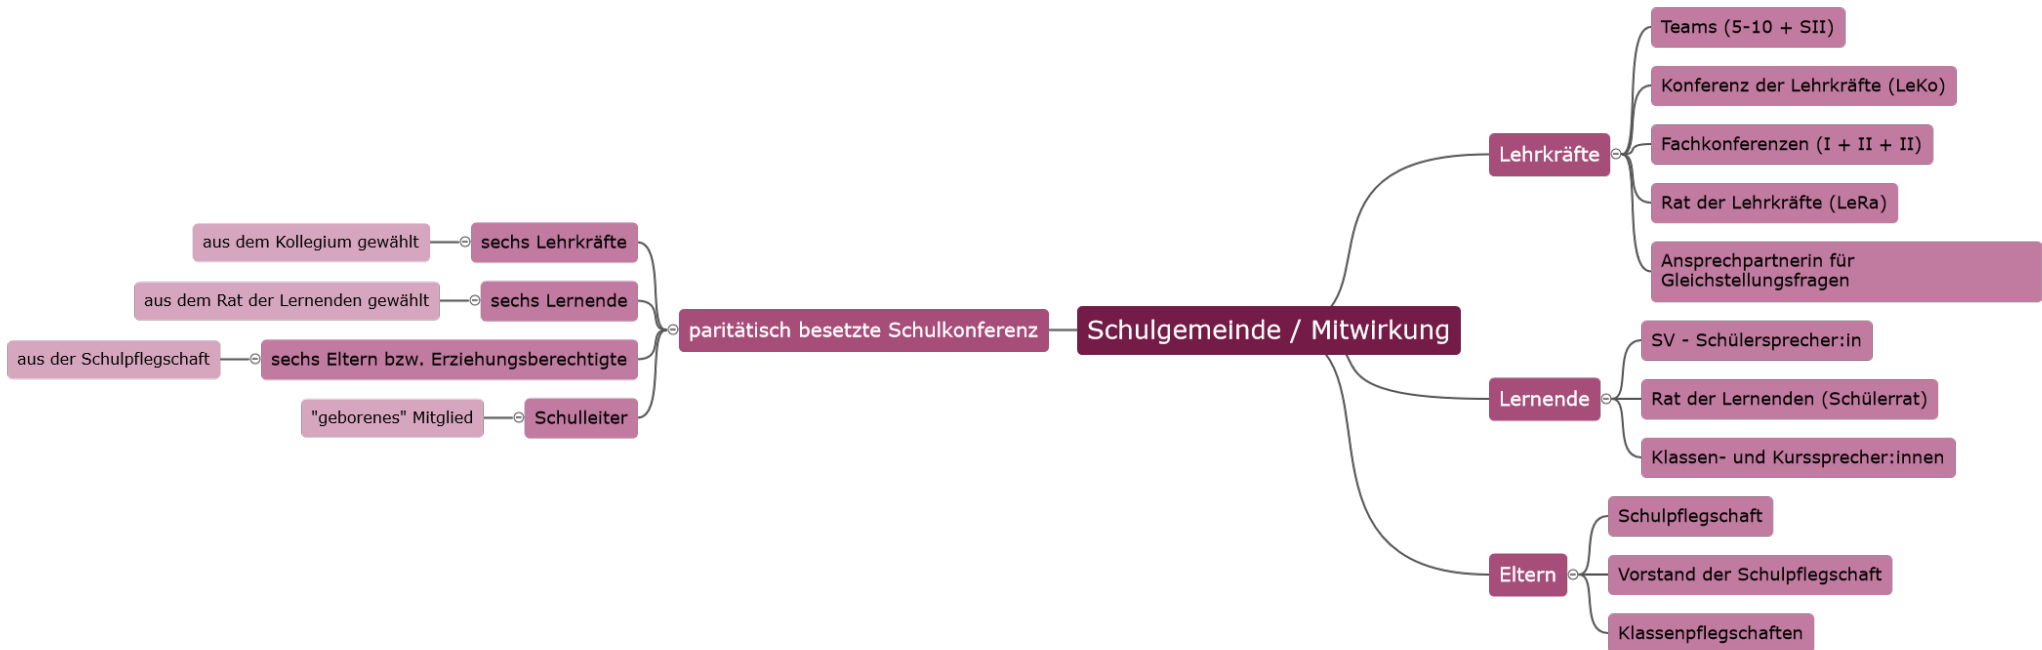 Schulgemeinde / Mitwirkung
Lehrkräfte
Teams (5-10 + SII)
Konferenz der Lehrkräfte (LeKo)
Fachkonferenzen (I + II + II)
Rat der Lehrkräfte (LeRa)
Ansprechpartnerin für
Gleichstellungsfragen
Lernende
SV - Schülersprecher:in
Rat der Lernenden (Schülerrat)
Klassen- und Kurssprecher:innen
Eltern
Schulpflegschaft
Vorstand der Schulpflegschaft
Klassenpflegschaften
paritätisch besetzte Schulkonferenz
sechs Lehrkräfte
aus dem Kollegium gewählt
sechs Lernende
aus dem Rat der Lernenden gewählt
sechs Eltern bzw. Erziehungsberechtigte
aus der Schulpflegschaft
Schulleiter
"geborenes" Mitglied